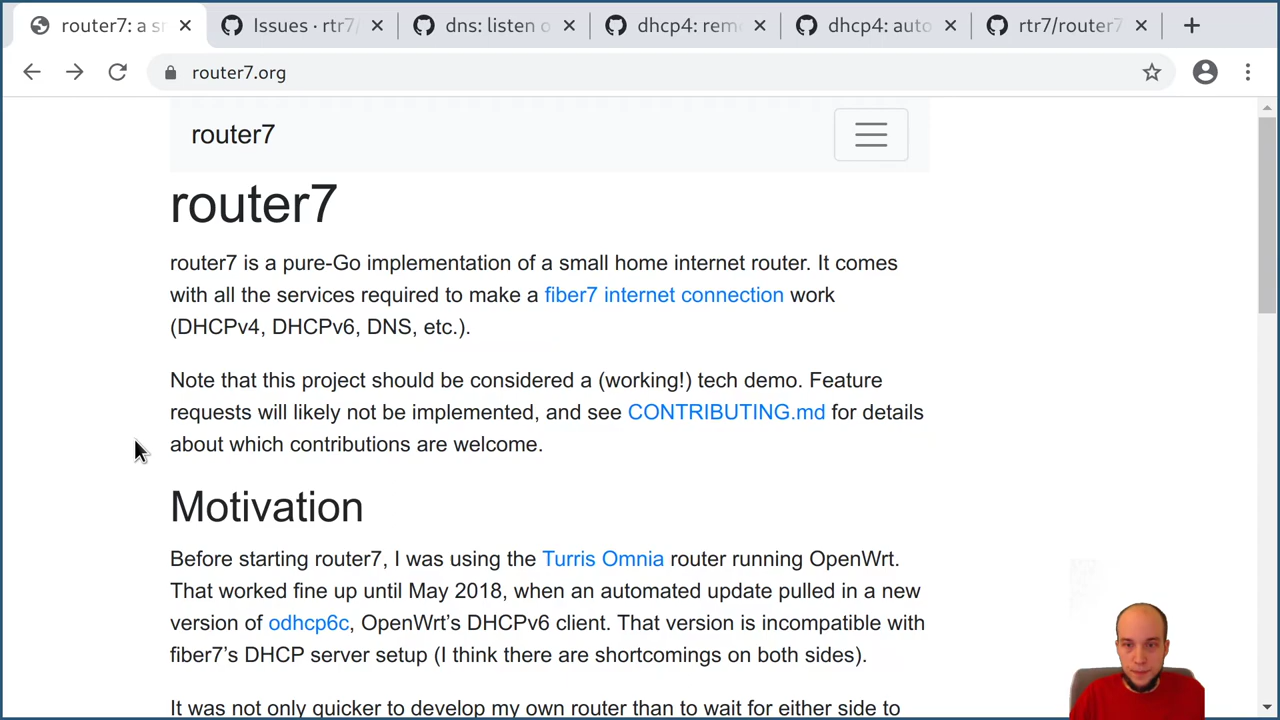 router7: a sr
Issues · rtr7/
dns: listen o
dhcp4: rem
dhcp4: auto
rtr7/router7
router7.org
router7
router7
router7 is a pure-Go implementation of a small home internet router. It comes
with all the services required to make a fiber7 internet connection work
(DHCPv4, DHCPv6, DNS, etc.).
Note that this project should be considered a (working!) tech demo. Feature
requests will likely not be implemented, and see CONTRIBUTING.md for details
about which contributions are welcome.
Motivation
Before starting router7, I was using the Turris Omnia router running OpenWrt.
That worked fine up until May 2018, when an automated update pulled in a new
version of odhcp6c, OpenWrt’s DHCPv6 client. That version is incompatible with
fiber7’s DHCP server setup (I think there are shortcomings on both sides).
It was not only quicker to develop my own router than to wait for either side to